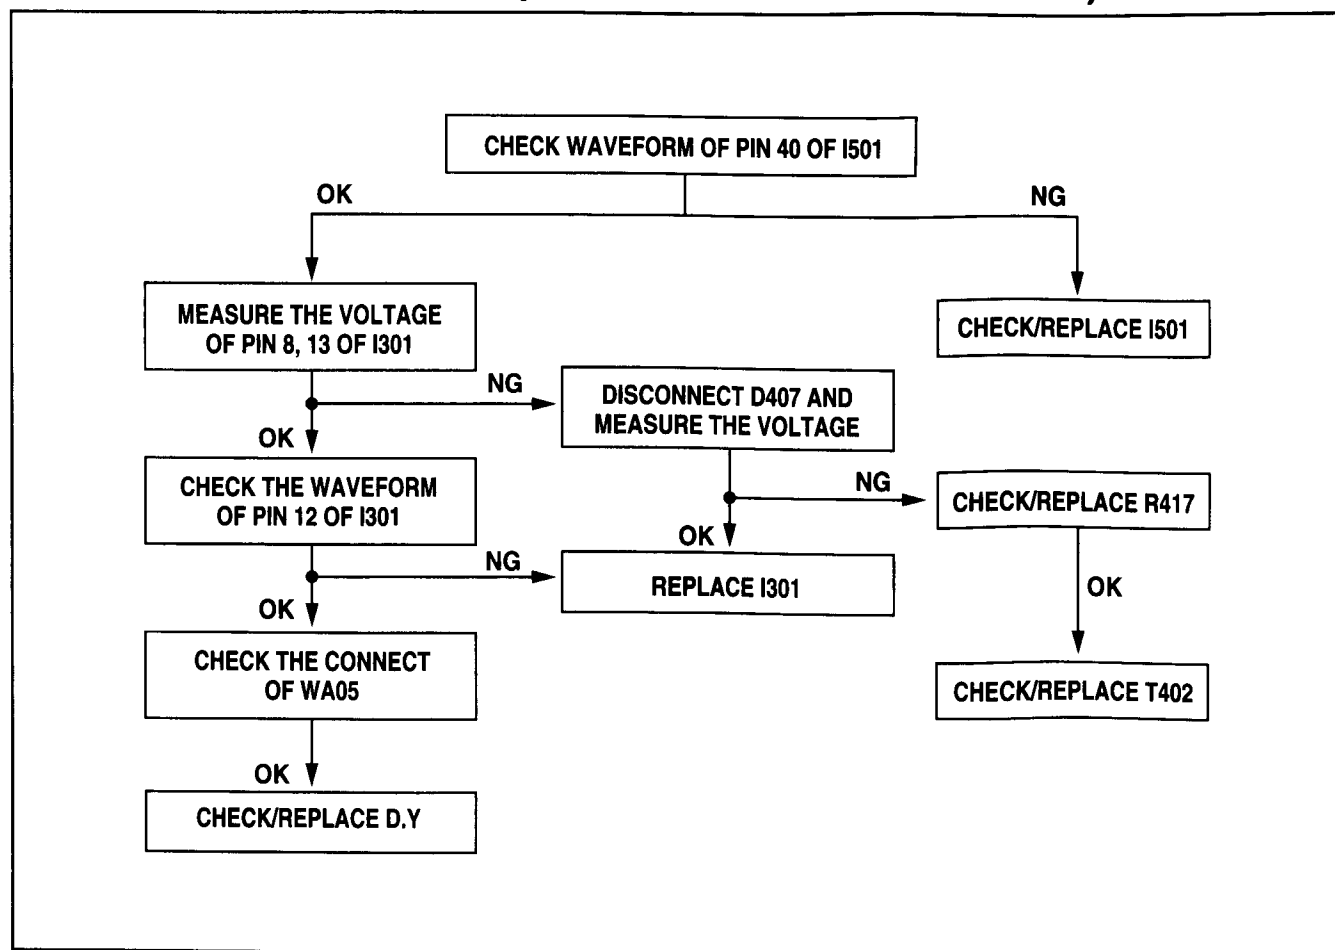 CHECK WAVEFORM OF PIN 40 OF I501
OK
NG
MEASURE THE VOLTAGE
OF PIN 8, 13 OF I301
CHECK/REPLACE I501
NG
DISCONNECT D407 AND
MEASURE THE VOLTAGE
OK
CHECK THE WAVEFORM
OF PIN 12 OF I301
NG
CHECK/REPLACE R417
OK
NG
REPLACE I301
OK
OK
CHECK THE CONNECT
OF WA05
CHECK/REPLACE T402
OK
CHECK/REPLACE D.Y